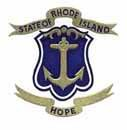 STATE OF RHODE ISLAND
HOPE